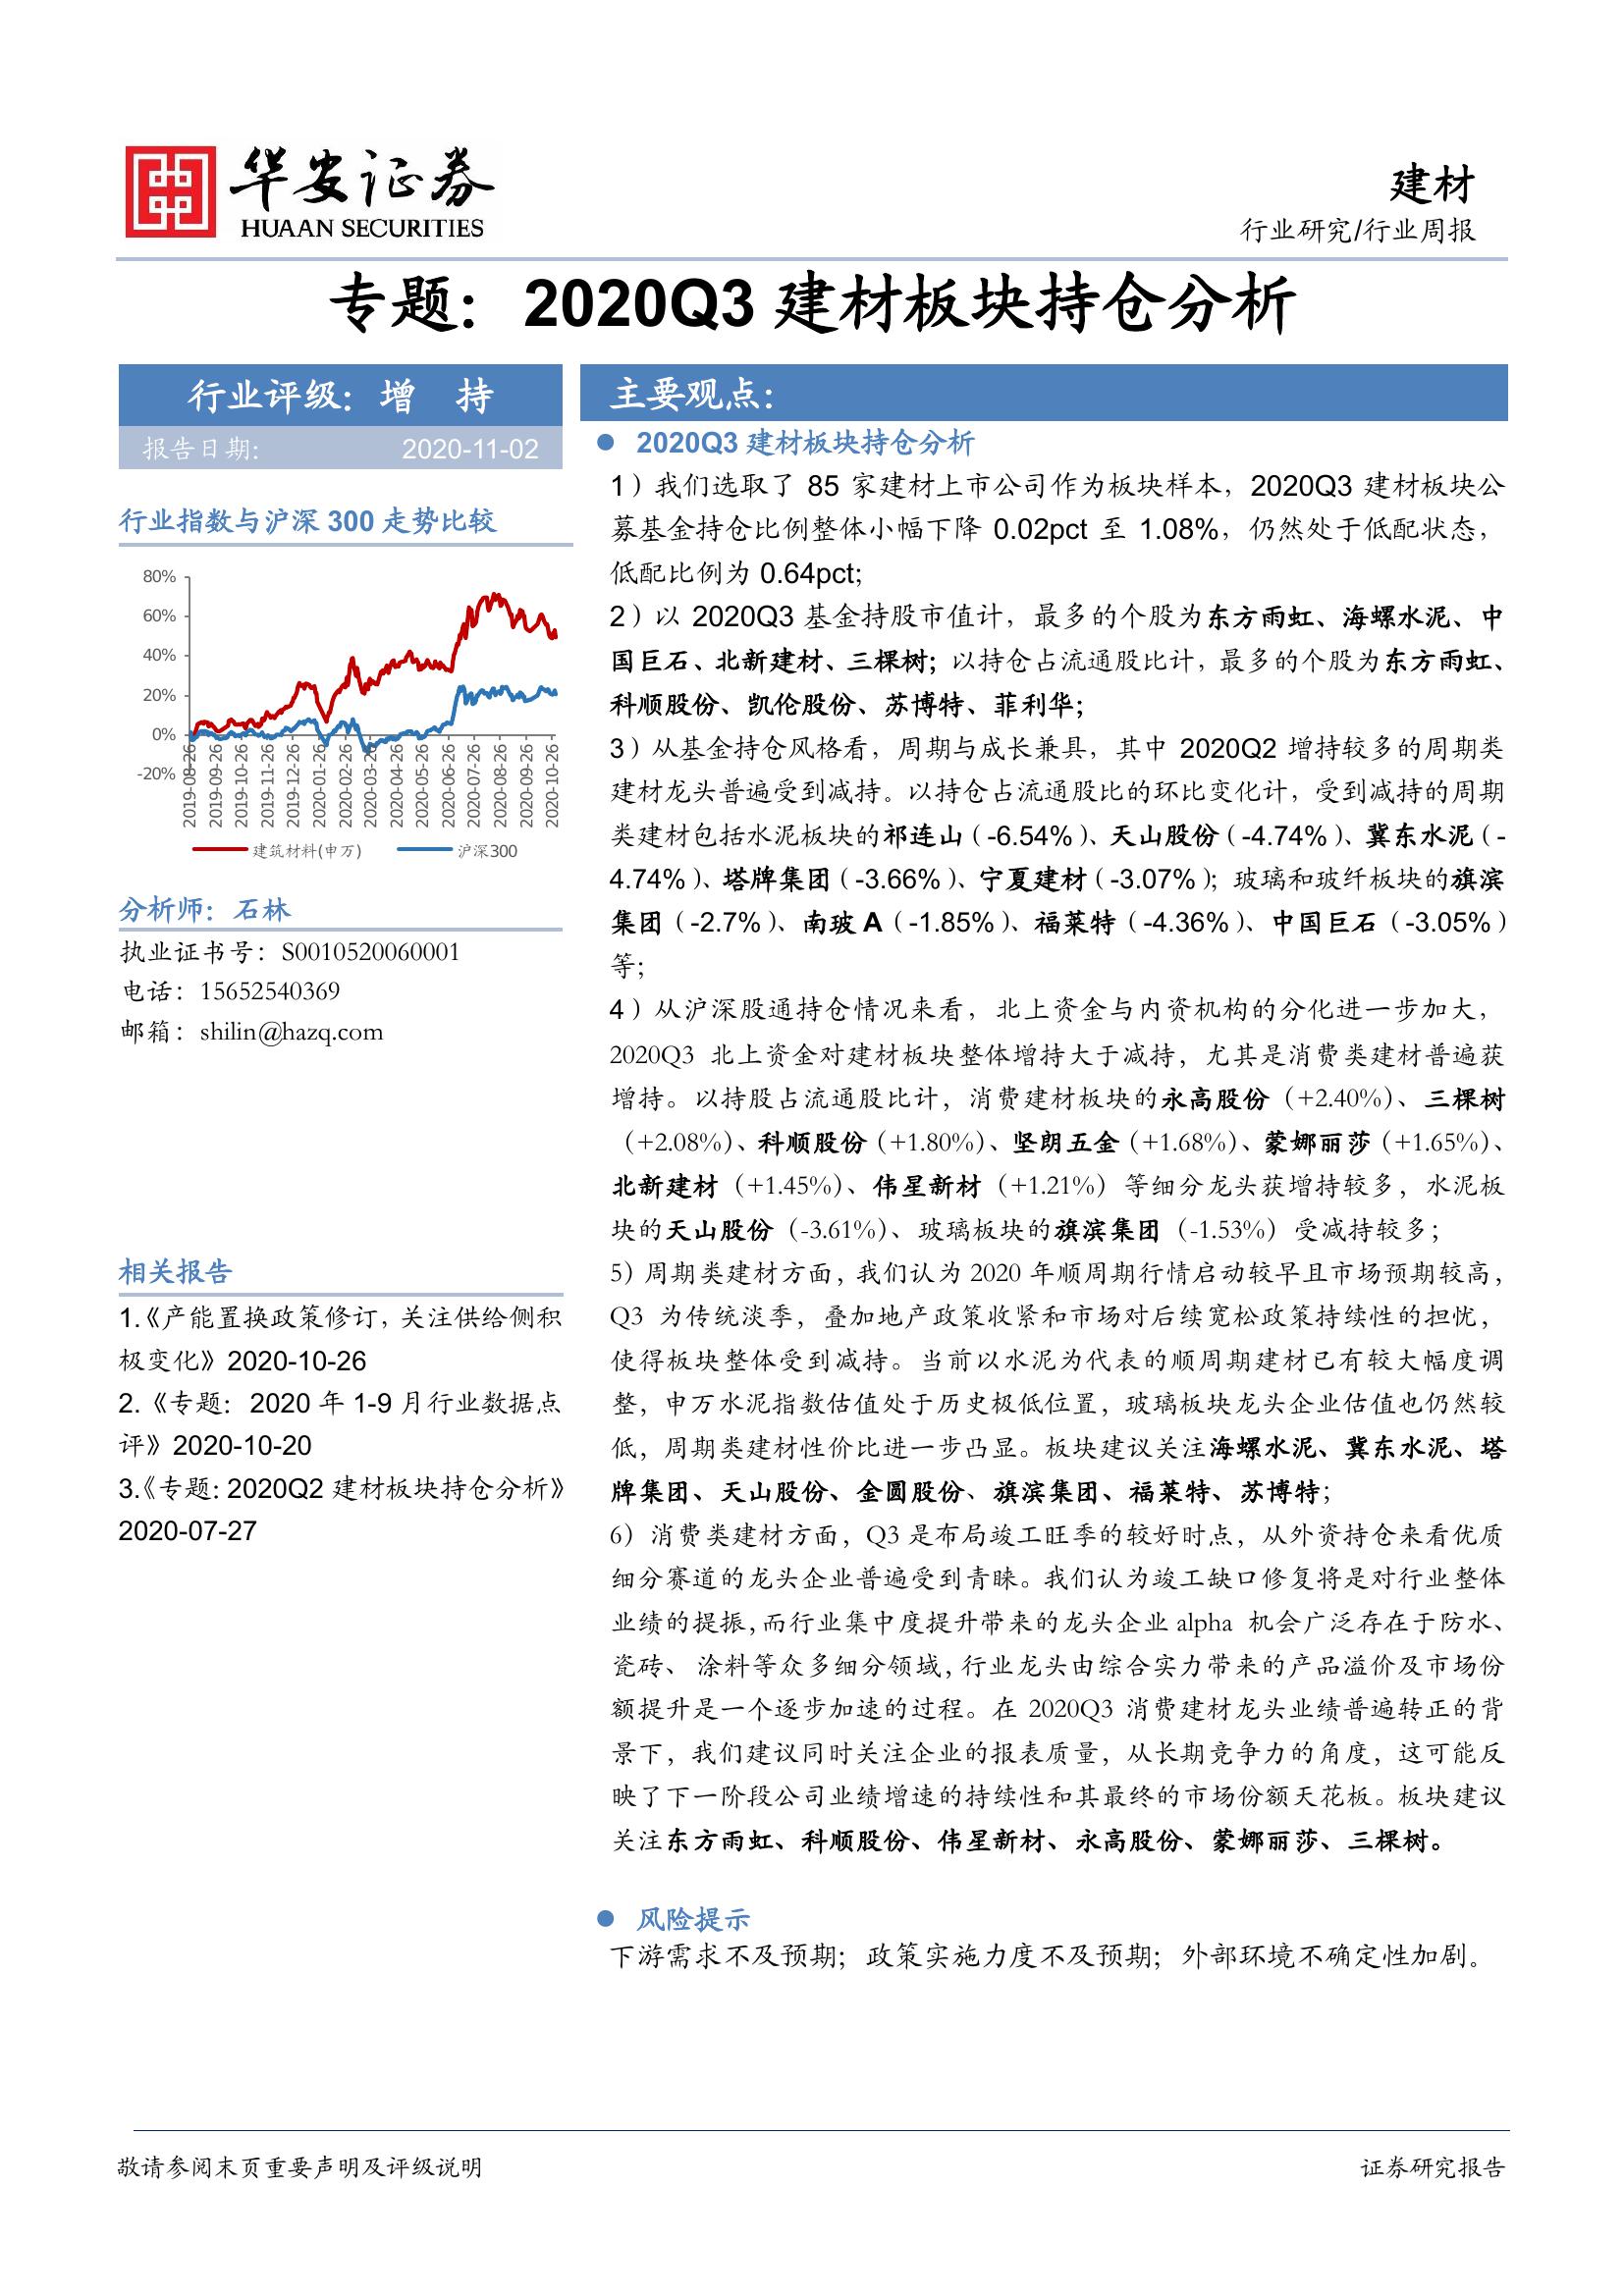 华安证券
HUAAN SECURITIES
建材
行业研究/行业周报
专题：2020Q3 建材板块持仓分析
行业评级：增 持
报告日期： 2020-11-02
行业指数与沪深 300 走势比较
80%
60%
40%
20%
0%
-20%
2019-08-26
2019-09-26
2019-10-26
2019-11-26
2019-12-26
2020-01-26
2020-02-26
2020-03-26
2020-04-26
2020-05-26
2020-06-26
2020-07-26
2020-08-26
2020-09-26
2020-10-26
建筑材料(申万) 沪深300
分析师：石林
执业证书号：S0010520060001
电话：15652540369
邮箱：shilin@hazq.com
相关报告
1.《产能置换政策修订，关注供给侧积
极变化》2020-10-26
2.《专题：2020 年 1-9 月行业数据点
评》2020-10-20
3.《专题：2020Q2 建材板块持仓分析》
2020-07-27
主要观点：
● 2020Q3 建材板块持仓分析
1）我们选取了 85 家建材上市公司作为板块样本，2020Q3 建材板块公
募基金持仓比例整体小幅下降 0.02pct 至 1.08%，仍然处于低配状态，
低配比例为 0.64pct；
2）以 2020Q3 基金持股市值计，最多的个股为东方雨虹、海螺水泥、中
国巨石、北新建材、三棵树；以持仓占流通股比计，最多的个股为东方雨虹、
科顺股份、凯伦股份、苏博特、菲利华；
3）从基金持仓风格看，周期与成长兼具，其中 2020Q2 增持较多的周期类
建材龙头普遍受到减持。以持仓占流通股比的环比变化计，受到减持的周期
类建材包括水泥板块的祁连山（-6.54%）、天山股份（-4.74%）、冀东水泥（-
4.74%）、塔牌集团（-3.66%）、宁夏建材（-3.07%）；玻璃和玻纤板块的旗滨
集团（-2.7%）、南玻 A（-1.85%）、福莱特（-4.36%）、中国巨石（-3.05%）
等；
4）从沪深股通持仓情况来看，北上资金与内资机构的分化进一步加大，
2020Q3 北上资金对建材板块整体增持大于减持，尤其是消费类建材普遍获
增持。以持股占流通股比计，消费建材板块的永高股份（+2.40%）、三棵树
（+2.08%）、科顺股份（+1.80%）、坚朗五金（+1.68%）、蒙娜丽莎（+1.65%）、
北新建材（+1.45%）、伟星新材（+1.21%）等细分龙头获增持较多，水泥板
块的天山股份（-3.61%）、玻璃板块的旗滨集团（-1.53%）受减持较多；
5）周期类建材方面，我们认为 2020 年顺周期行情启动较早且市场预期较高，
Q3 为传统淡季，叠加地产政策收紧和市场对后续宽松政策持续性的担忧，
使得板块整体受到减持。当前以水泥为代表的顺周期建材已有较大幅度调
整，申万水泥指数估值处于历史极低位置，玻璃板块龙头企业估值也仍然较
低，周期类建材性价比进一步凸显。板块建议关注海螺水泥、冀东水泥、塔
牌集团、天山股份、金圆股份、旗滨集团、福莱特、苏博特；
6）消费类建材方面，Q3 是布局竣工旺季的较好时点，从外资持仓来看优质
细分赛道的龙头企业普遍受到青睐。我们认为竣工缺口修复将是对行业整体
业绩的提振，而行业集中度提升带来的龙头企业 alpha 机会广泛存在于防水、
瓷砖、 涂料等众多细分领域，行业龙头由综合实力带来的产品溢价及市场份
额提升是一个逐步加速的过程。在 2020Q3 消费建材龙头业绩普遍转正的背
景下，我们建议同时关注企业的报表质量，从长期竞争力的角度，这可能反
映了下一阶段公司业绩增速的持续性和其最终的市场份额天花板。板块建议
关注东方雨虹、科顺股份、伟星新材、永高股份、蒙娜丽莎、三棵树。
● 风险提示
下游需求不及预期；政策实施力度不及预期；外部环境不确定性加剧。
敬请参阅末页重要声明及评级说明 证券研究报告